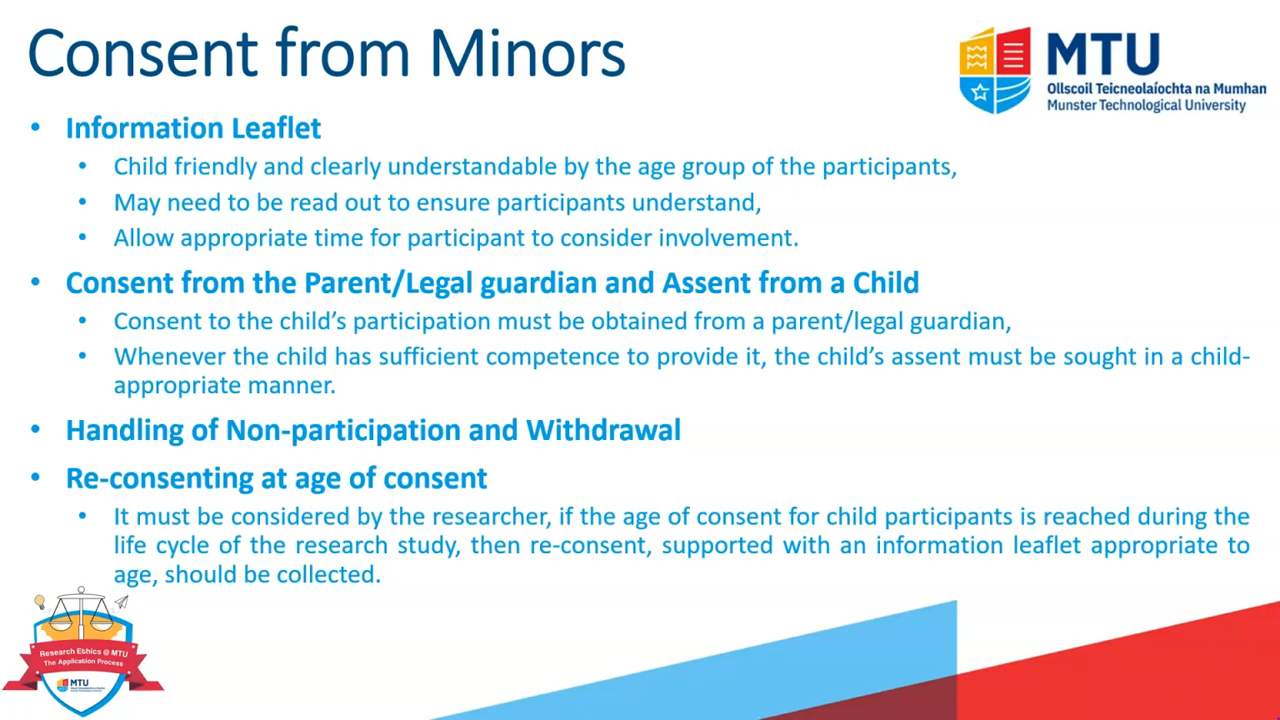 Consent from Minors
MTU
Ollscoil Teicneolaíochta na Mumhan
Munster Technological University
• Information Leaflet
• Child friendly and clearly understandable by the age group of the participants,
• May need to be read out to ensure participants understand,
• Allow appropriate time for participant to consider involvement.
• Consent from the Parent/Legal guardian and Assent from a Child
• Consent to the child’s participation must be obtained from a parent/legal guardian,
• Whenever the child has sufficient competence to provide it, the child’s assent must be sought in a child-
appropriate manner.
• Handling of Non-participation and Withdrawal
• Re-consenting at age of consent
• It must be considered by the researcher, if the age of consent for child participants is reached during the
life cycle of the research study, then re-consent, supported with an information leaflet appropriate to
age, should be collected.
Research Ethics @ MTU
The Application Process
MTU